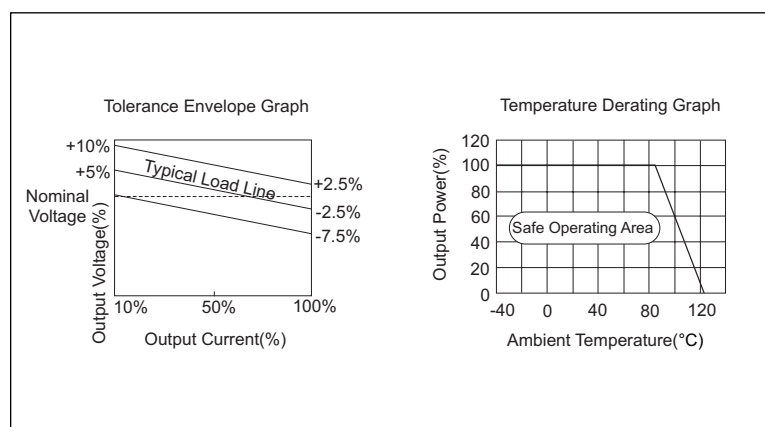 Tolerance Envelope Graph
+10%
+5%
Typical Load Line
Nominal
Voltage
+2.5%
-2.5%
-7.5%
Output Voltage(%)
10%
50%
100%
Output Current(%)
Temperature Derating Graph
120
100
80
60
40
20
0
Output Power(%)
Safe Operating Area
-40
0
40
80
120
Ambient Temperature(°C)